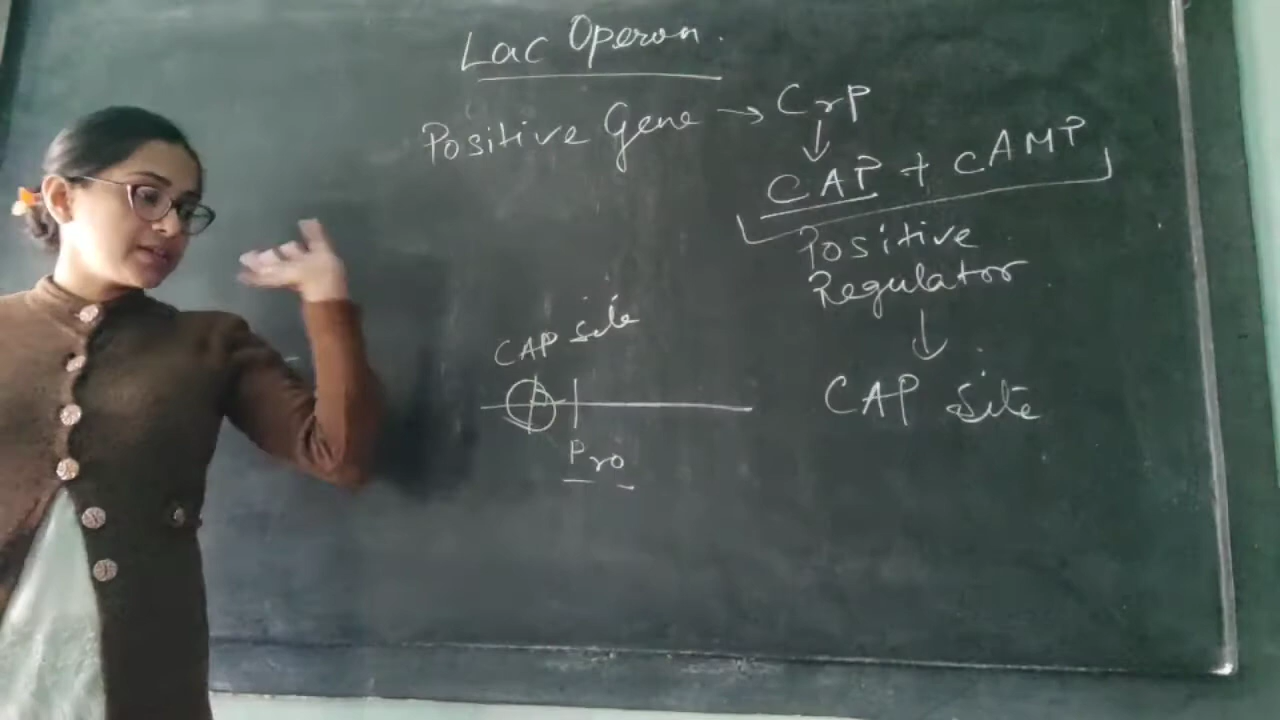 Lac Operon.
Positive Gene → CrP
↓
CAP + cAMP
Positive
Regulator
↓
CAP site
CAP site
Pro